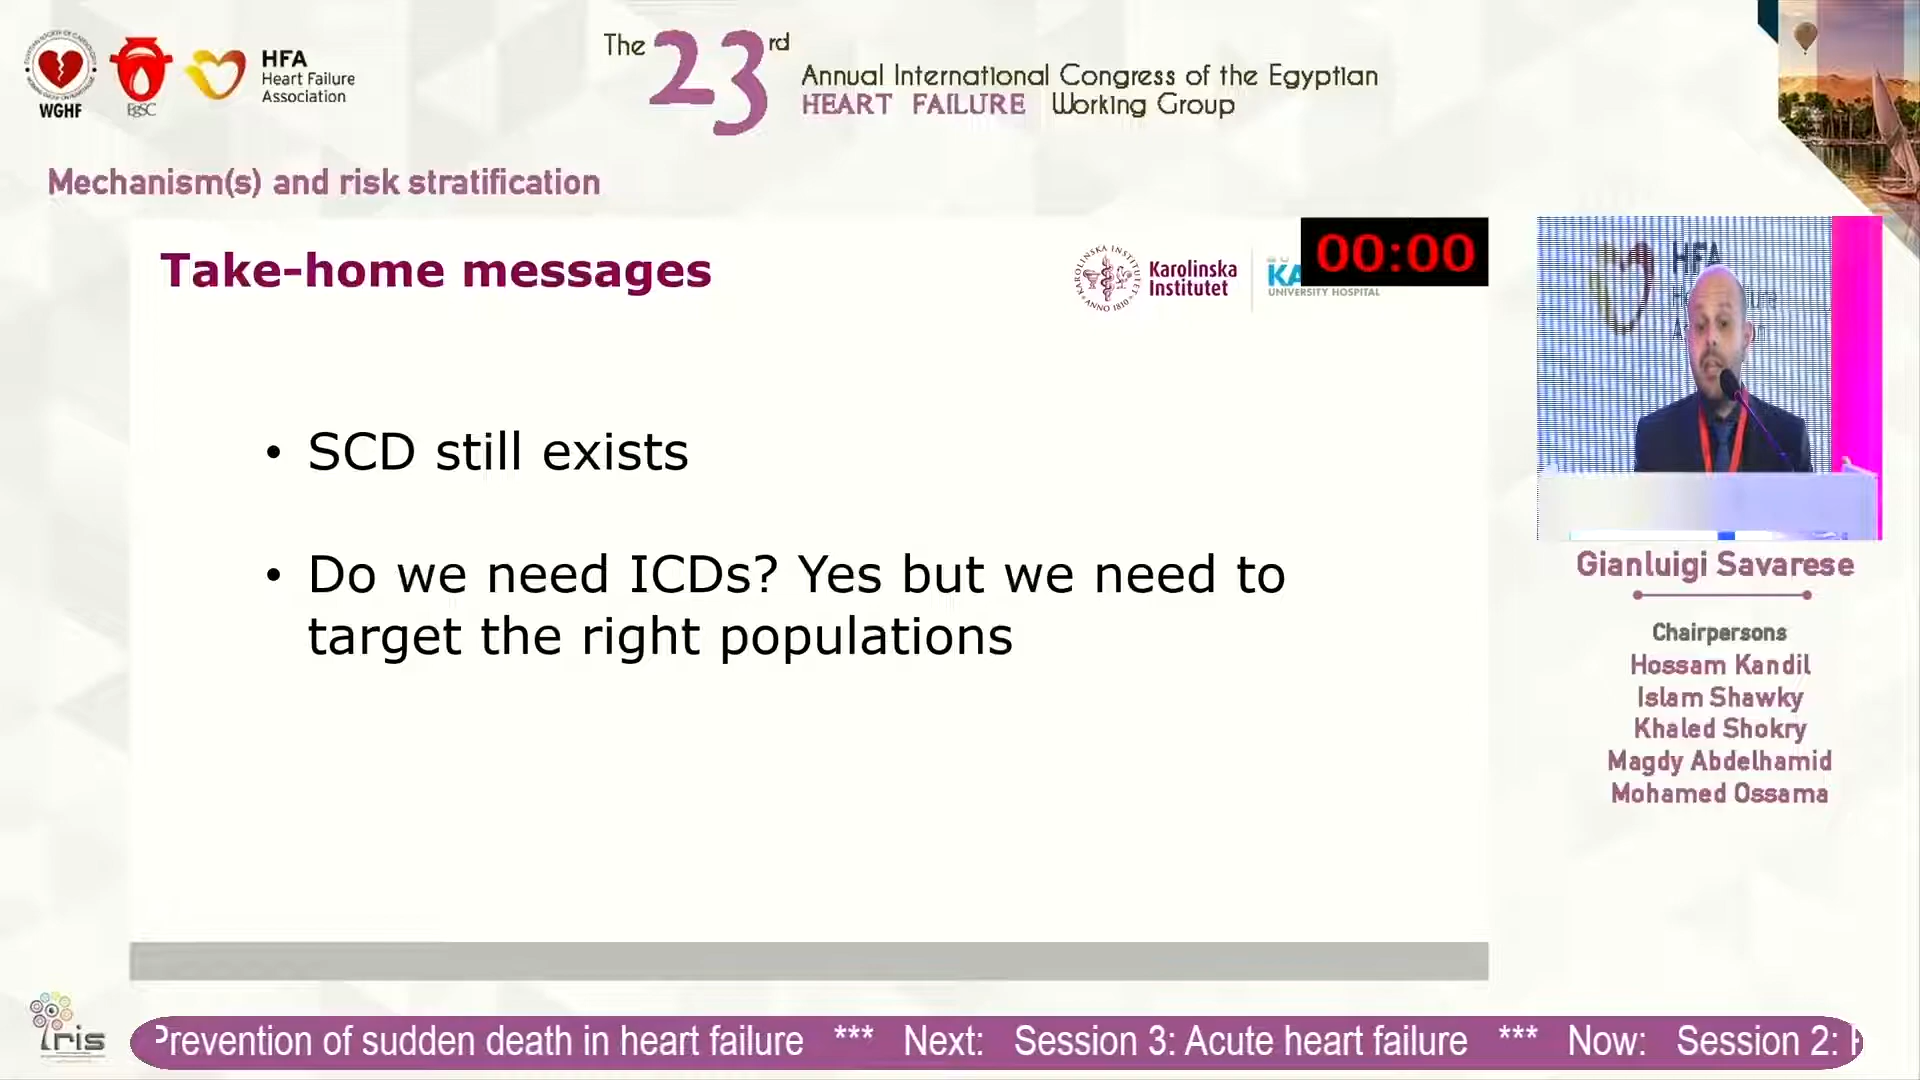 WGHF
EgSC
HFA
Heart Failure
Association
The 23rd
Annual International Congress of the Egyptian
HEART FAILURE Working Group
Mechanism(s) and risk stratification
Take-home messages
Karolinska
Institutet
KA
UNIVERSITY HOSPITAL
00:00
HFA
• SCD still exists
• Do we need ICDs? Yes but we need to
target the right populations
Gianluigi Savarese
Chairpersons
Hossam Kandil
Islam Shawky
Khaled Shokry
Magdy Abdelhamid
Mohamed Ossama
Iris
Prevention of sudden death in heart failure *** Next: Session 3: Acute heart failure *** Now: Session 2: